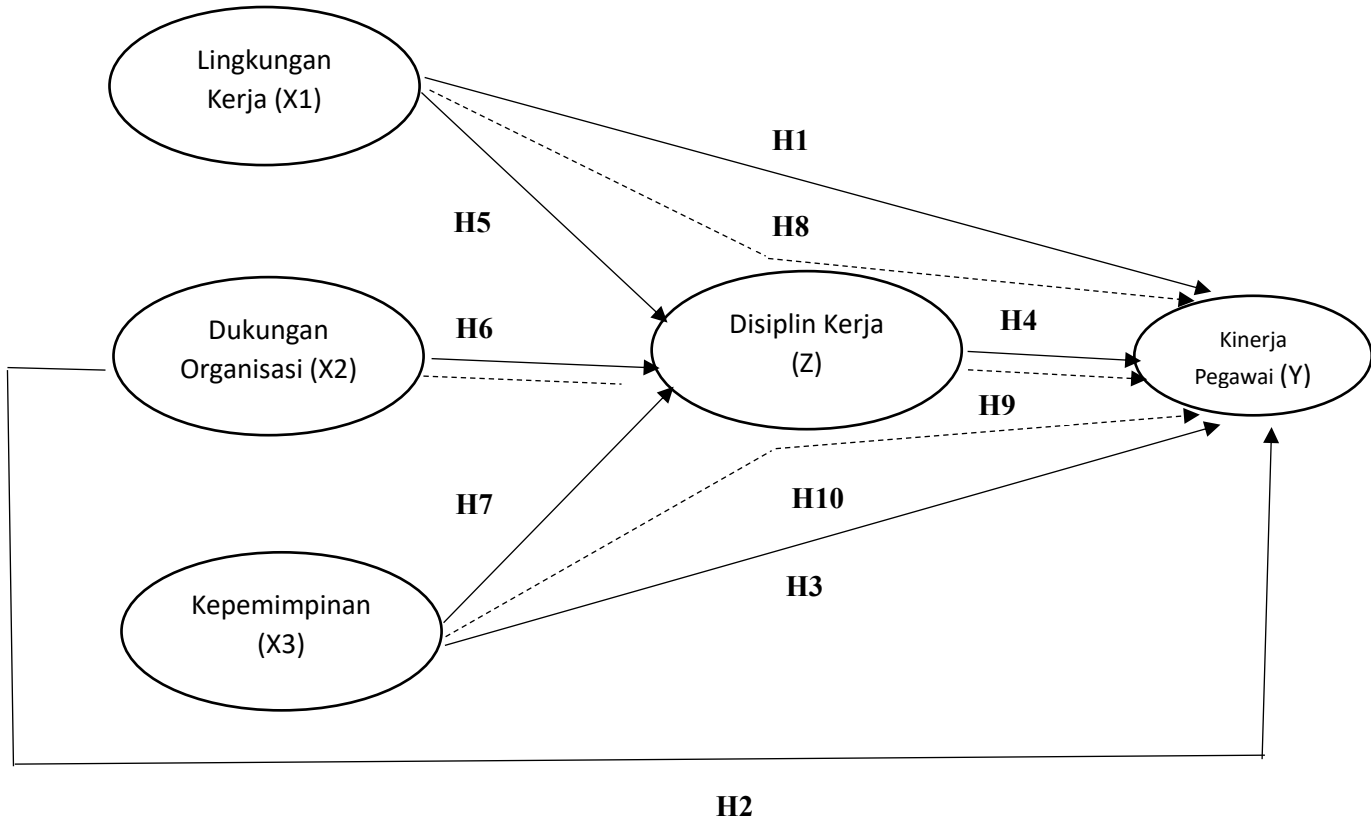 Lingkungan
Kerja (X1)
H1
H5
H8
Dukungan
Organisasi (X2)
H6
Disiplin Kerja
(Z)
H4
Kinerja
Pegawai (Y)
H9
H7
H10
H3
Kepemimpinan
(X3)
H2